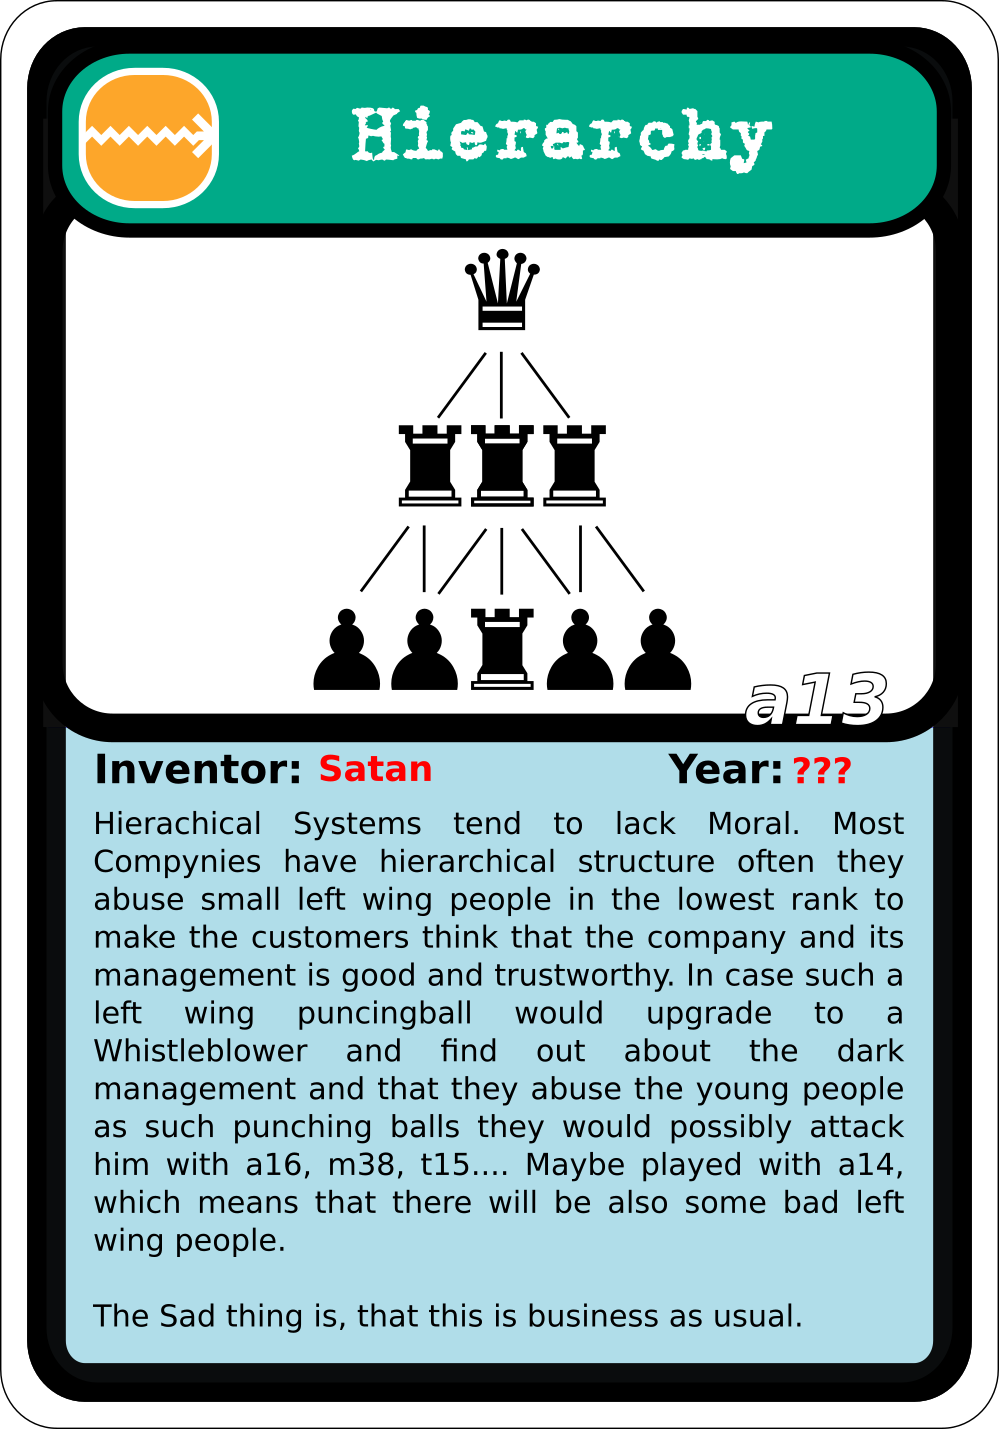 Hierarchy
a13
Inventor: Satan Year: ???
Hierachical Systems tend to lack Moral. Most
Compynies have hierarchical structure often they
abuse small left wing people in the lowest rank to
make the customers think that the company and its
management is good and trustworthy. In case such a
left wing puncingball would upgrade to a
Whistleblower and find out about the dark
management and that they abuse the young people
as such punching balls they would possibly attack
him with a16, m38, t15.... Maybe played with a14,
which means that there will be also some bad left
wing people.
The Sad thing is, that this is business as usual.